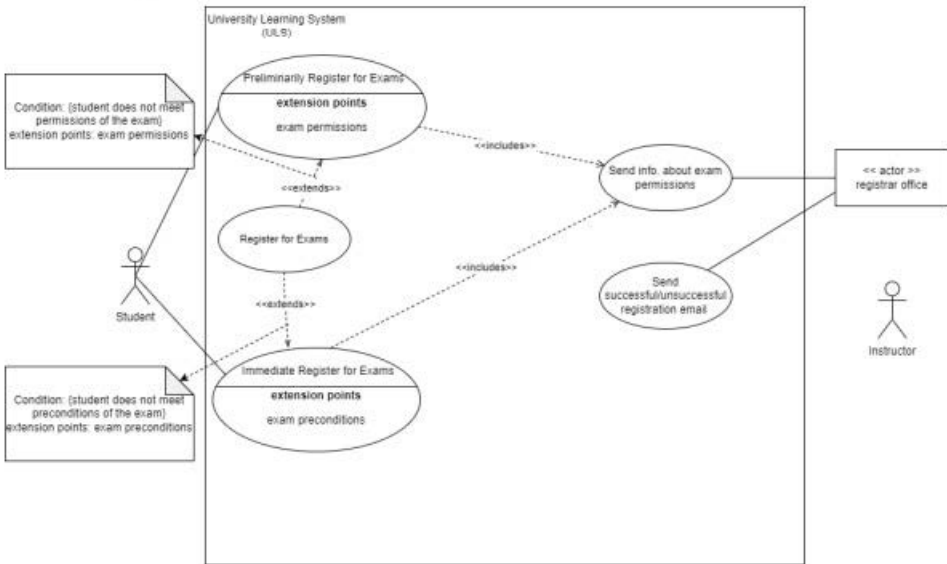 University Learning System
(ULS)
Preliminarily Register for Exams
extension points
exam permissions
Condition: {student does not meet
permissions of the exam}
extension points: exam permissions
<<includes>>
Send info. about exam
permissions
<< actor >>
registrar office
<<extends>>
Register for Exams
<<includes>>
Send
successful/unsuccessful
registration email
<<extends>>
Student
Instructor
Immediate Register for Exams
extension points
exam preconditions
Condition: {student does not meet
preconditions of the exam}
extension points: exam preconditions